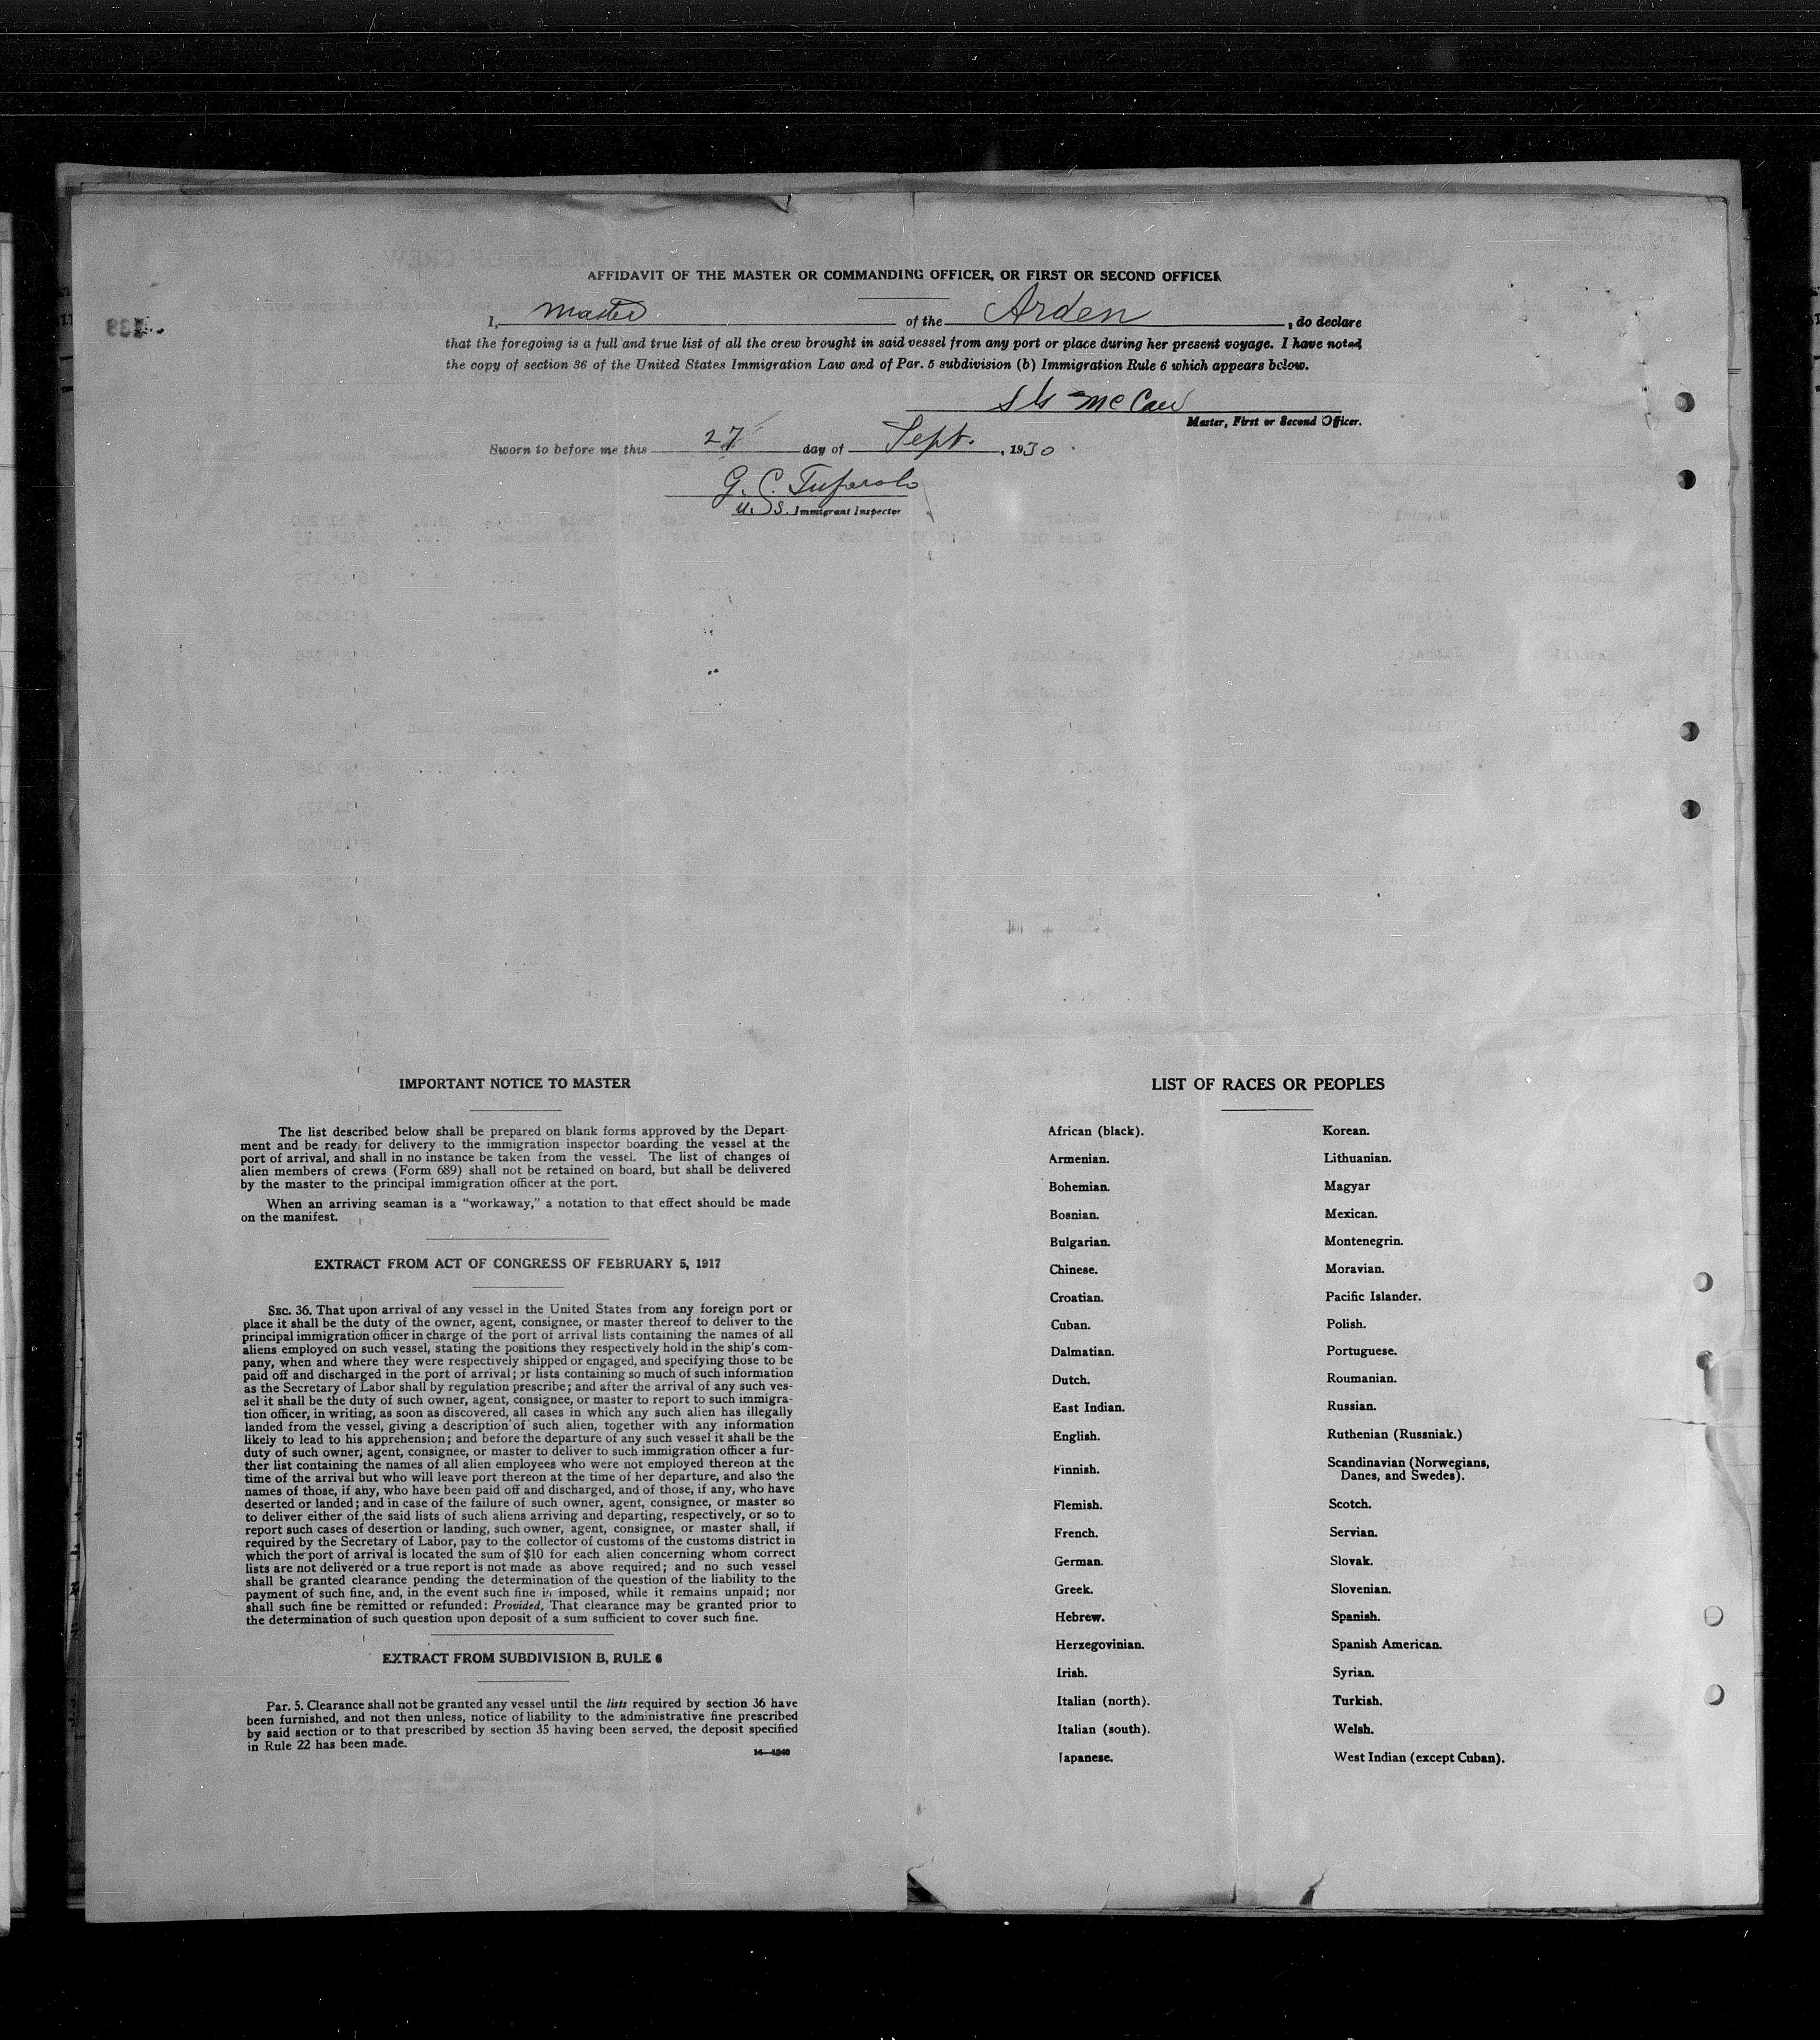 AFFIDAVIT OF THE MASTER OR COMMANDING OFFICER, OR FIRST OR SECOND OFFICER
I, Master of the Arden, do declare
that the foregoing is a full and true list of all the crew brought in said vessel from any port or place during her present voyage. I have noted
the copy of section 36 of the United States Immigration Law and of Par. 5 subdivision (b) Immigration Rule 6 which appears below.
Master, First or Second Officer.
Sworn to before me this 27 day of Sept., 1930
G. C.
U. S. Immigrant Inspector
IMPORTANT NOTICE TO MASTER
The list described below shall be prepared on blank forms approved by the Depart-
ment and be ready for delivery to the immigration inspector boarding the vessel at the
port of arrival, and shall in no instance be taken from the vessel. The list of changes of
alien members of crews (Form 689) shall not be retained on board, but shall be delivered
by the master to the principal immigration officer at the port.
When an arriving seaman is a "workaway," a notation to that effect should be made
on the manifest.
EXTRACT FROM ACT OF CONGRESS OF FEBRUARY 5, 1917
SEC. 36. That upon arrival of any vessel in the United States from any foreign port or
place it shall be the duty of the owner, agent, consignee, or master thereof to deliver to the
principal immigration officer in charge of the port of arrival lists containing the names of all
aliens employed on such vessel, stating the positions they respectively hold in the ship's com-
pany, when and where they were respectively shipped or engaged, and specifying those to be
paid off and discharged in the port of arrival; or lists containing so much of such information
as the Secretary of Labor shall by regulation prescribe; and after the arrival of any such ves-
sel it shall be the duty of such owner, agent, consignee, or master to report to such immigra-
tion officer, in writing, as soon as discovered, all cases in which any such alien has illegally
landed from the vessel, giving a description of such alien, together with any information
likely to lead to his apprehension; and before the departure of any such vessel it shall be the
duty of such owner, agent, consignee, or master to deliver to such immigration officer a fur-
ther list containing the names of all alien employees who were not employed thereon at the
time of the arrival but who will leave port thereon at the time of her departure, and also the
names of those, if any, who have been paid off and discharged, and of those, if any, who have
deserted or landed; and in case of the failure of such owner, agent, consignee, or master so
to deliver either of the said lists of such aliens arriving and departing, respectively, or so to
report such cases of desertion or landing, such owner, agent, consignee, or master shall, if
required by the Secretary of Labor, pay to the collector of customs of the customs district in
which the port of arrival is located the sum of $10 for each alien concerning whom correct
lists are not delivered or a true report is not made as above required; and no such vessel
shall be granted clearance pending the determination of the question of the liability to the
payment of such fine, and, in the event such fine is imposed, while it remains unpaid; nor
shall such fine be remitted or refunded: Provided, That clearance may be granted prior to
the determination of such question upon deposit of a sum sufficient to cover such fine.
EXTRACT FROM SUBDIVISION B, RULE 6
Par. 5. Clearance shall not be granted any vessel until the lists required by section 36 have
been furnished, and not then unless, notice of liability to the administrative fine prescribed
by said section or to that prescribed by section 35 having been served, the deposit specified
in Rule 22 has been made.
LIST OF RACES OR PEOPLES
African (black).
Armenian.
Bohemian.
Bosnian.
Bulgarian.
Chinese.
Croatian.
Cuban.
Dalmatian.
Dutch.
East Indian.
English.
Finnish.
Flemish.
French.
German.
Greek.
Hebrew.
Herzegovinian.
Irish.
Italian (north).
Italian (south).
Japanese.
Korean.
Lithuanian.
Magyar
Mexican.
Montenegrin.
Moravian.
Pacific Islander.
Polish.
Portuguese.
Roumanian.
Russian.
Ruthenian (Russniak.)
Scandinavian (Norwegians,
Danes, and Swedes).
Scotch.
Servian.
Slovak.
Slovenian.
Spanish.
Spanish American.
Syrian.
Turkish.
Welsh.
West Indian (except Cuban).